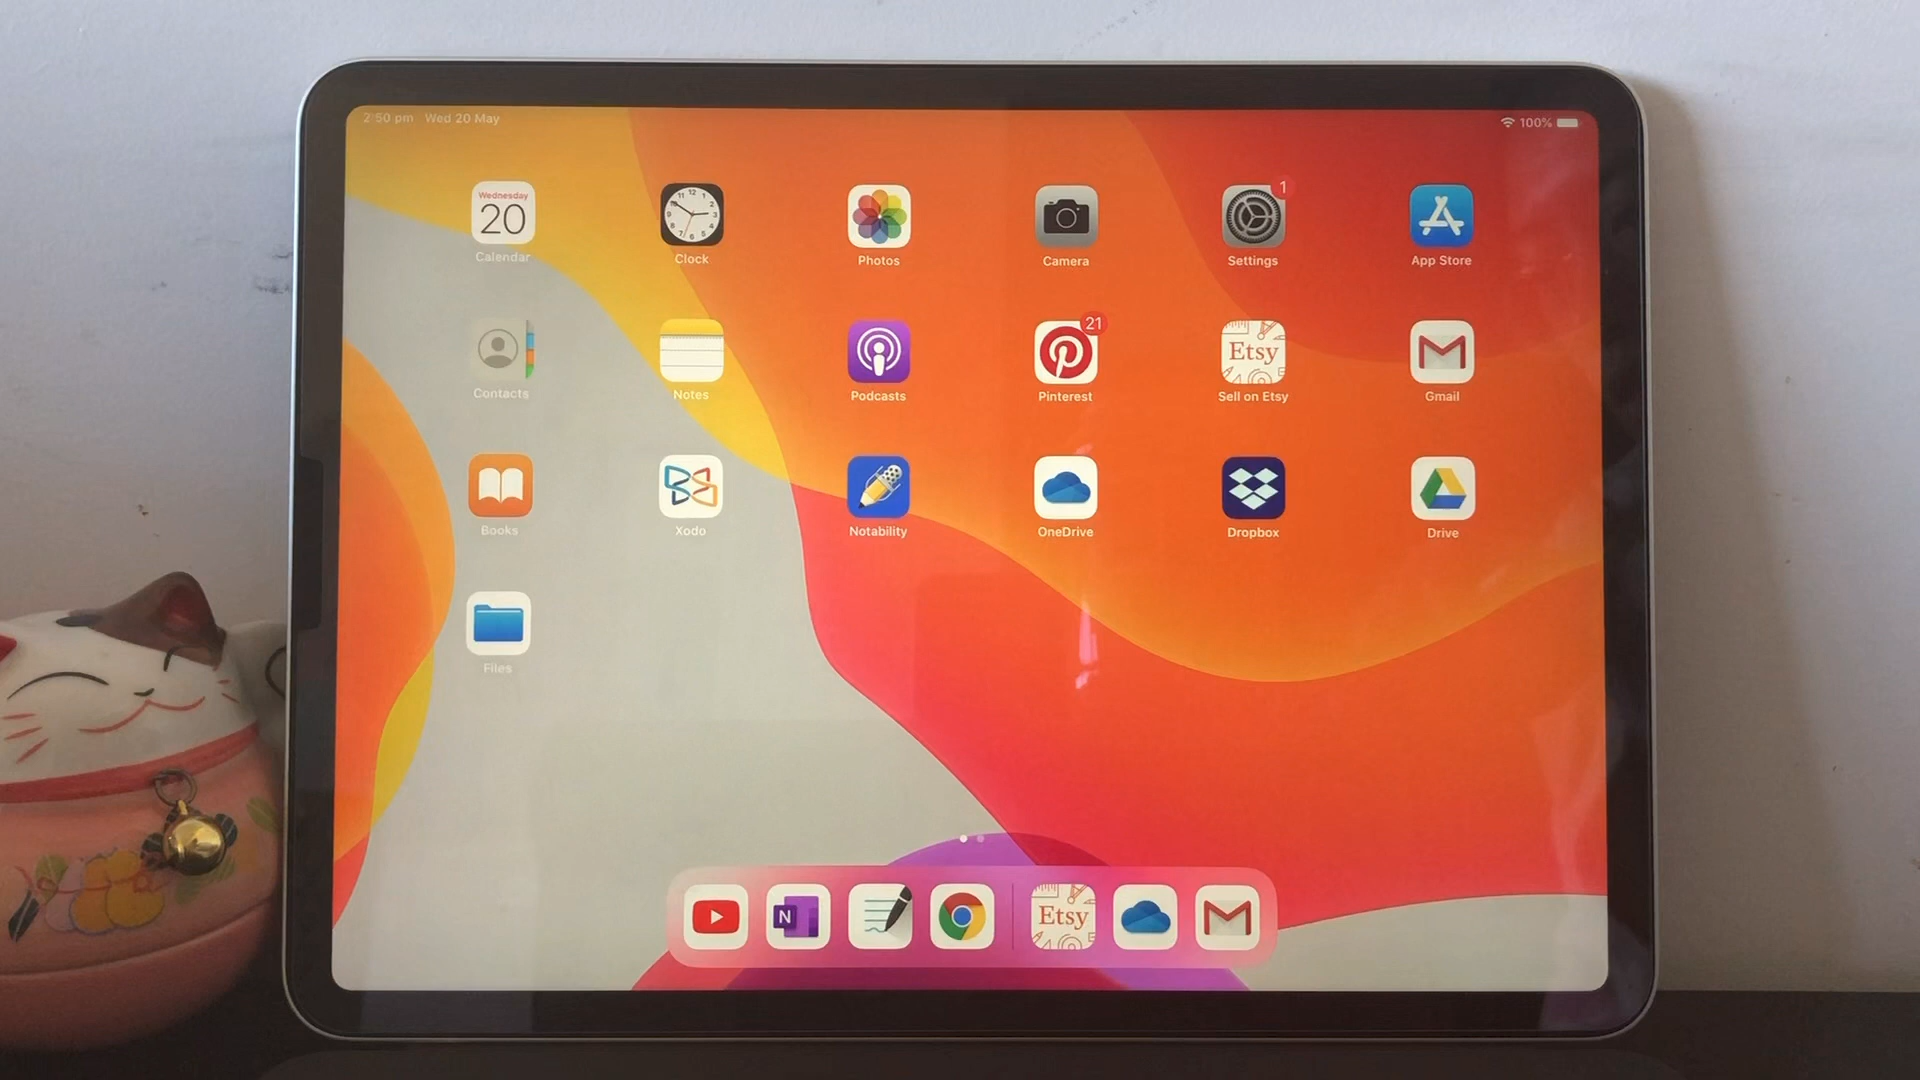 2:50 pm Wed 20 May
100%
Wednesday
20
1
Calendar
Clock
Photos
Camera
Settings
App Store
21
Etsy
Contacts
Notes
Podcasts
Pinterest
Sell on Etsy
Gmail
Books
Xodo
Notability
OneDrive
Dropbox
Drive
Files
N
Etsy